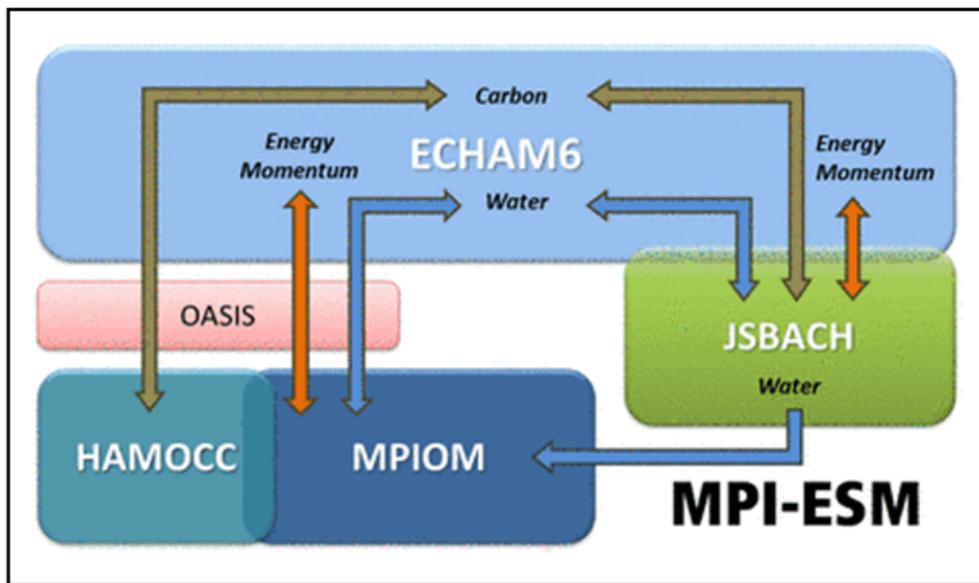 Carbon
Energy
Momentum
ECHAM6
Energy
Momentum
Water
OASIS
JSBACH
Water
HAMOCC
MPIOM
MPI-ESM